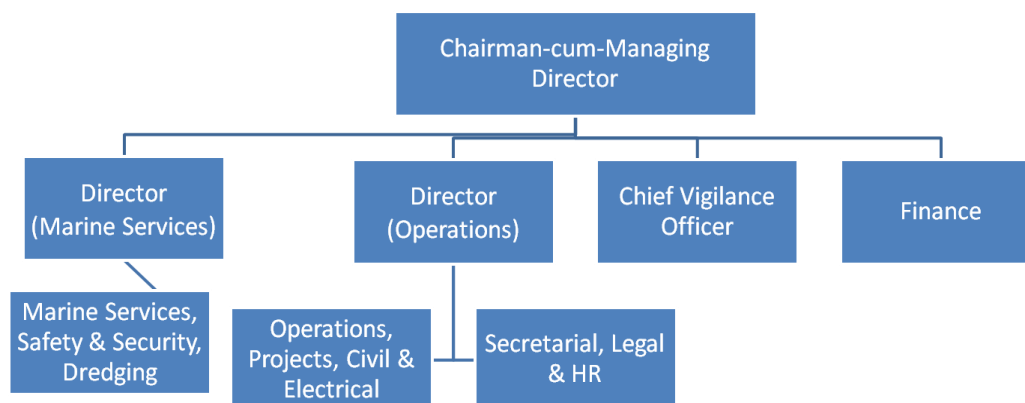 Chairman-cum-Managing
Director
Director
(Marine Services)
Director
(Operations)
Chief Vigilance
Officer
Finance
Marine Services,
Safety & Security,
Dredging
Operations,
Projects, Civil &
Electrical
Secretarial, Legal
& HR